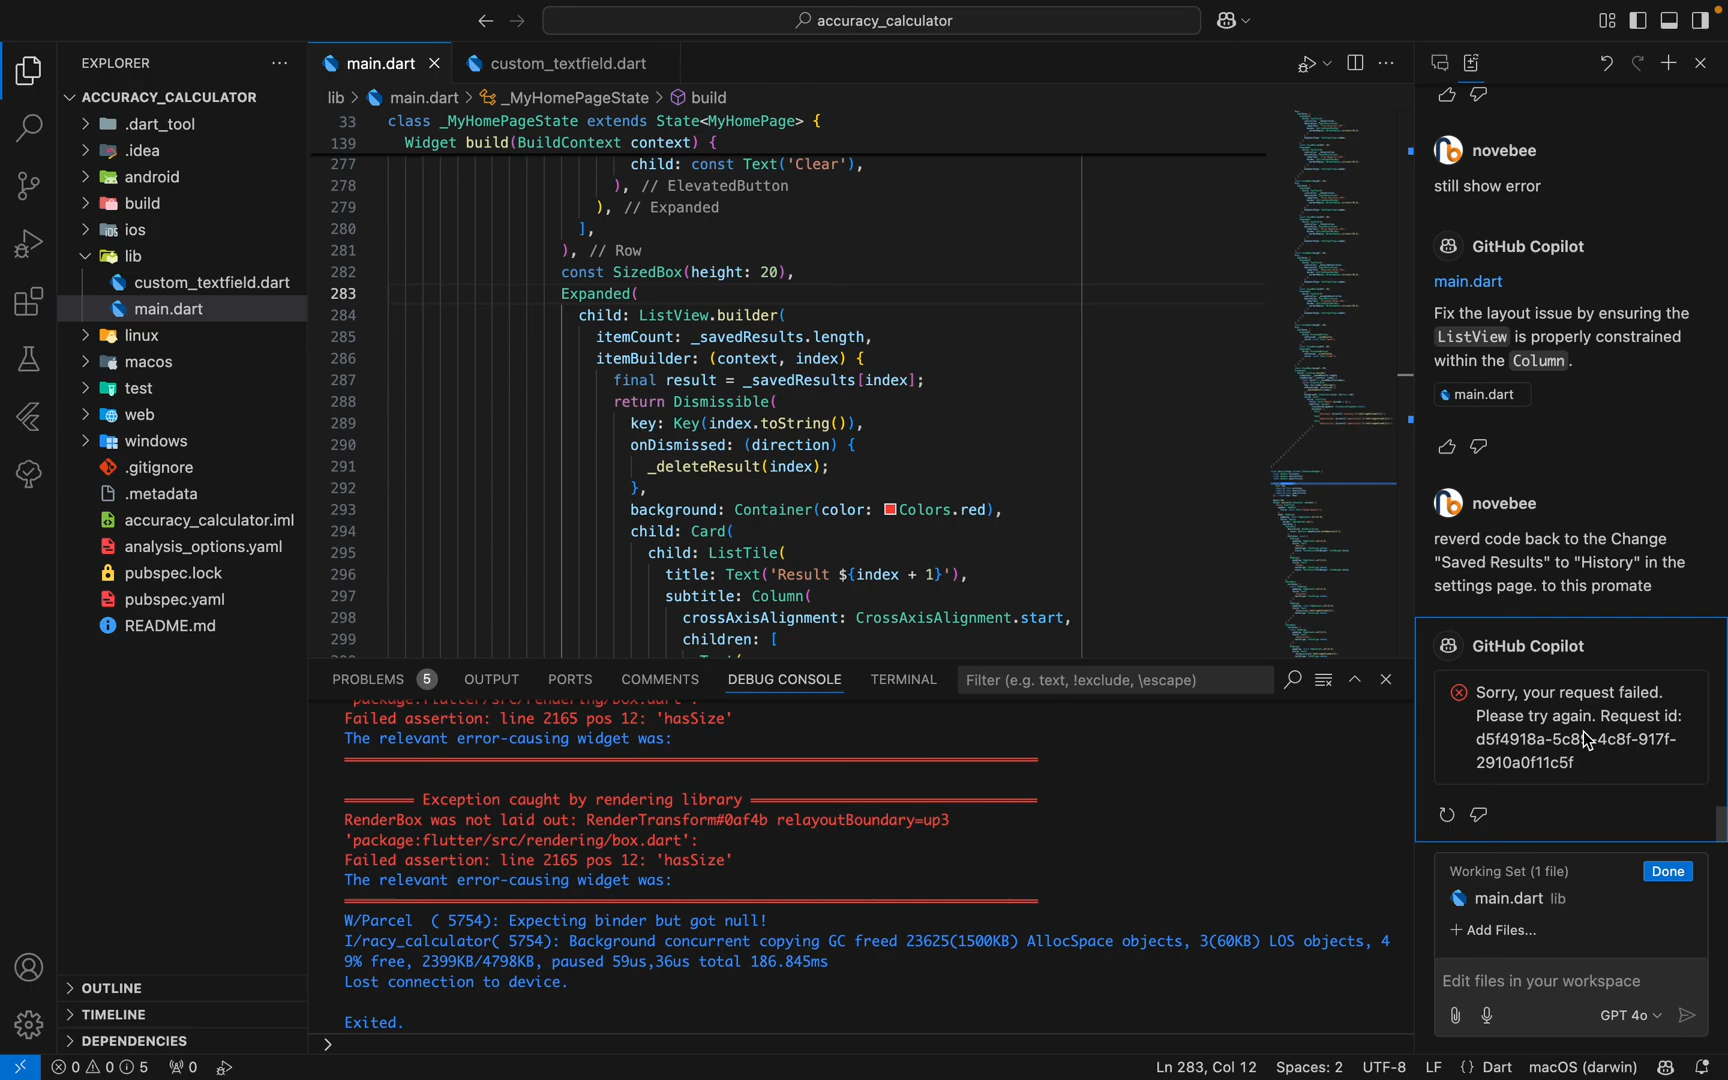 accuracy_calculator
EXPLORER
ACCURACY_CALCULATOR
.dart_tool
.idea
android
build
ios
lib
custom_textfield.dart
main.dart
linux
macos
test
web
windows
.gitignore
.metadata
accuracy_calculator.iml
analysis_options.yaml
pubspec.lock
pubspec.yaml
README.md
OUTLINE
TIMELINE
DEPENDENCIES
main.dart
custom_textfield.dart
lib > main.dart > _MyHomePageState > build
33 class _MyHomePageState extends State<MyHomePage> {
139 Widget build(BuildContext context) {
277 child: const Text('Clear'),
278 ), // ElevatedButton
279 ), // Expanded
280 ],
281 ), // Row
282 const SizedBox(height: 20),
283 Expanded(
284 child: ListView.builder(
285 itemCount: _savedResults.length,
286 itemBuilder: (context, index) {
287 final result = _savedResults[index];
288 return Dismissible(
289 key: Key(index.toString()),
290 onDismissed: (direction) {
291 _deleteResult(index);
292 },
293 background: Container(color: Colors.red),
294 child: Card(
295 child: ListTile(
296 title: Text('Result ${index + 1}'),
297 subtitle: Column(
298 crossAxisAlignment: CrossAxisAlignment.start,
299 children: [
PROBLEMS 5 OUTPUT PORTS COMMENTS DEBUG CONSOLE TERMINAL Filter (e.g. text, !exclude, \escape)
'package:flutter/src/rendering/box.dart':
Failed assertion: line 2165 pos 12: 'hasSize'
The relevant error-causing widget was:
Exception caught by rendering library
RenderBox was not laid out: RenderTransform#0af4b relayoutBoundary=up3
'package:flutter/src/rendering/box.dart':
Failed assertion: line 2165 pos 12: 'hasSize'
The relevant error-causing widget was:
W/Parcel  ( 5754): Expecting binder but got null!
I/racy_calculator( 5754): Background concurrent copying GC freed 23625(1500KB) AllocSpace objects, 3(60KB) LOS objects, 4
9% free, 2399KB/4798KB, paused 59us,36us total 186.845ms
Lost connection to device.
Exited.
novebee
still show error
GitHub Copilot
main.dart
Fix the layout issue by ensuring the
ListView is properly constrained
within the Column.
main.dart
novebee
reverd code back to the Change
"Saved Results" to "History" in the
settings page. to this promate
GitHub Copilot
Sorry, your request failed.
Please try again. Request id:
-4c8f-917f-
2910a0f11c5f
Working Set (1 file)
Done
main.dart lib
+ Add Files...
Edit files in your workspace
GPT 4o
0 0 5 0
Ln 283, Col 12 Spaces: 2 UTF-8 LF {} Dart macOS (darwin)